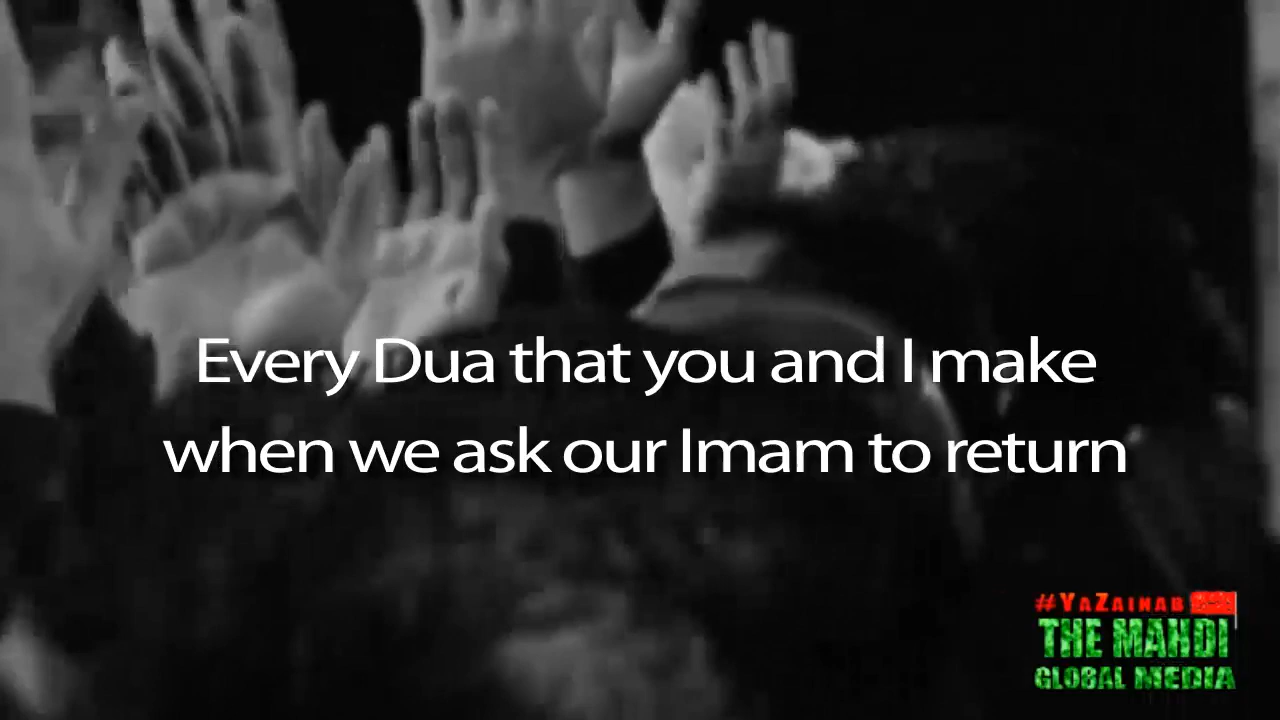 Every Dua that you and I make
when we ask our Imam to return
#YaZainab
THE MAHDI
GLOBAL MEDIA